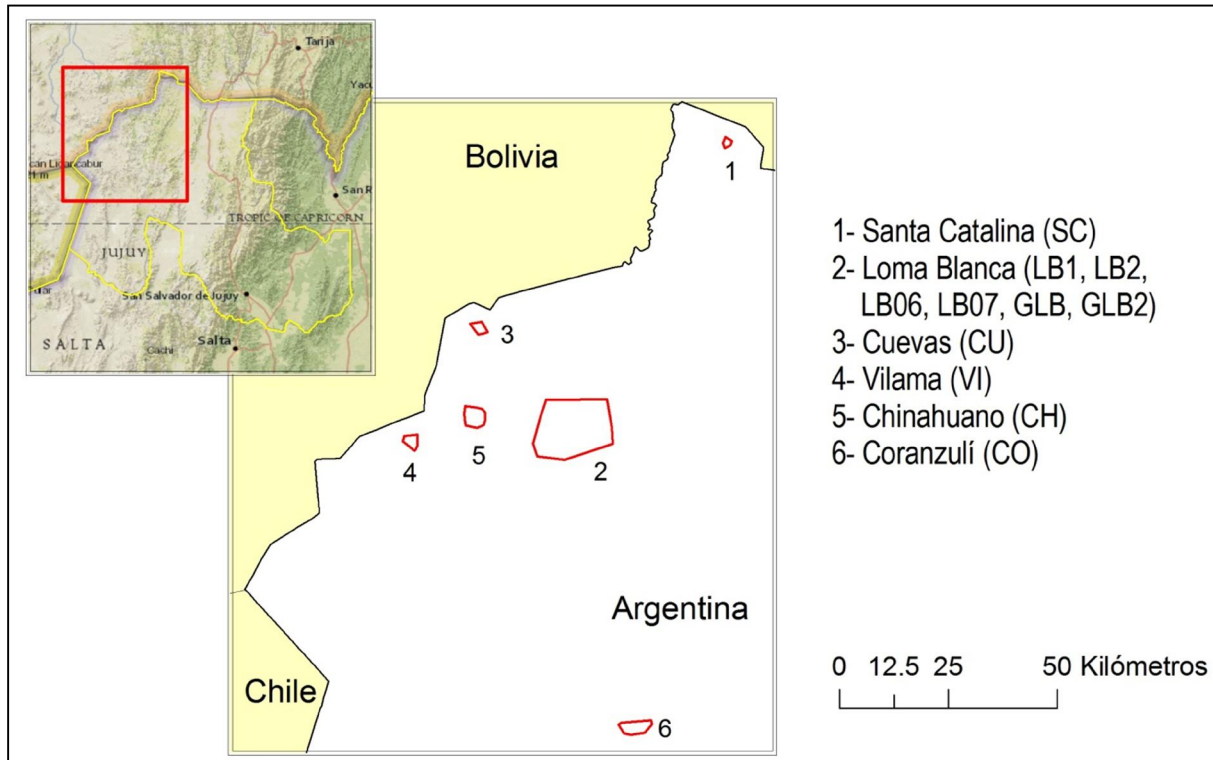 Tarija
Yacu
can Licancabur
San R
TROPIC OF CAPRICORN
JUJUY
San Salvador de Jujuy
Salta
SALTA
Cachi
Bolivia
1
3
4
5
2
Argentina
Chile
6
1- Santa Catalina (SC)
2- Loma Blanca (LB1, LB2,
LB06, LB07, GLB, GLB2)
3- Cuevas (CU)
4- Vilama (VI)
5- Chinahuano (CH)
6- Coranzulí (CO)
0 12.5 25 50 Kilómetros